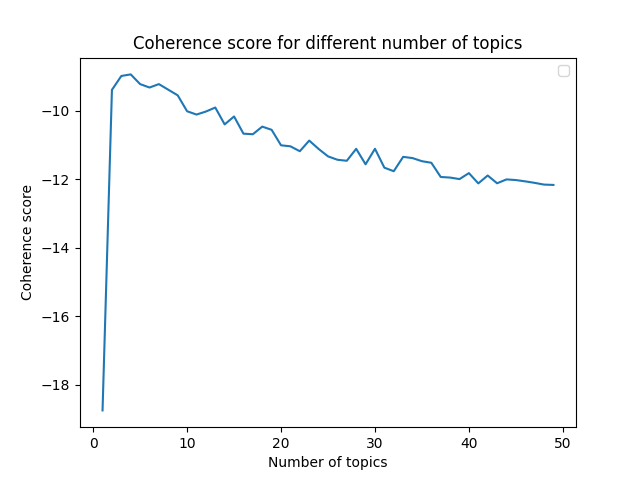 Coherence score for different number of topics
−10
−12
−14
−16
−18
Coherence score
0 10 20 30 40 50
Number of topics